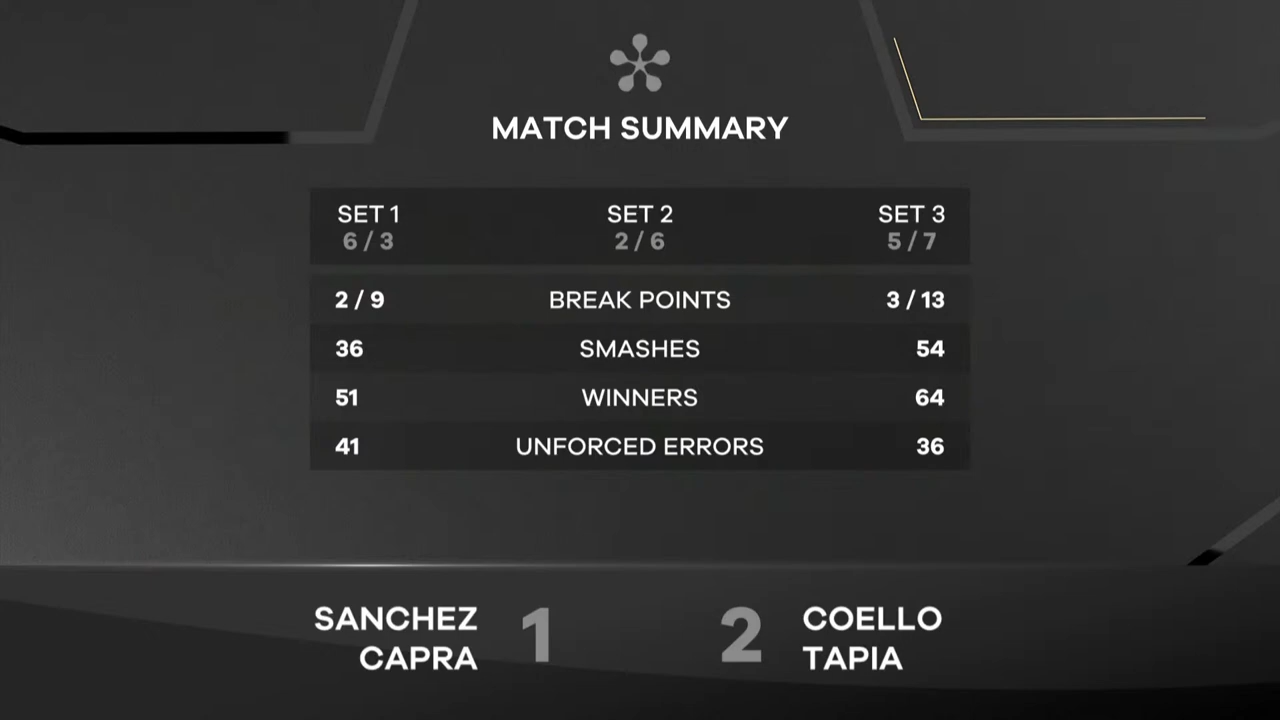 MATCH SUMMARY
SET 1 SET 2 SET 3
6 / 3 2 / 6 5 / 7
2 / 9 BREAK POINTS 3 / 13
36 SMASHES 54
51 WINNERS 64
41 UNFORCED ERRORS 36
SANCHEZ 1 2 COELLO
CAPRA TAPIA